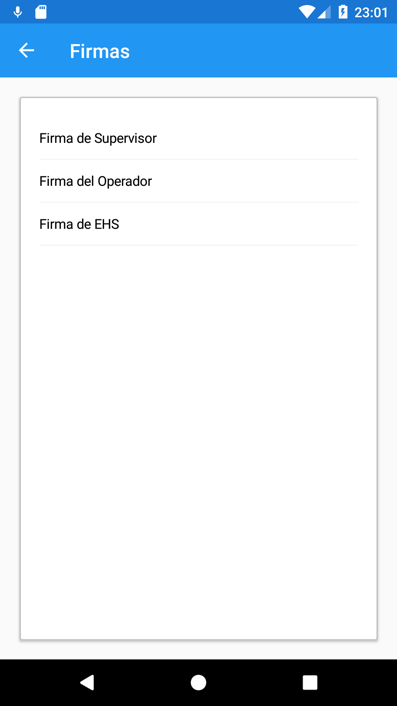 23:01
Firmas
Firma de Supervisor
Firma del Operador
Firma de EHS